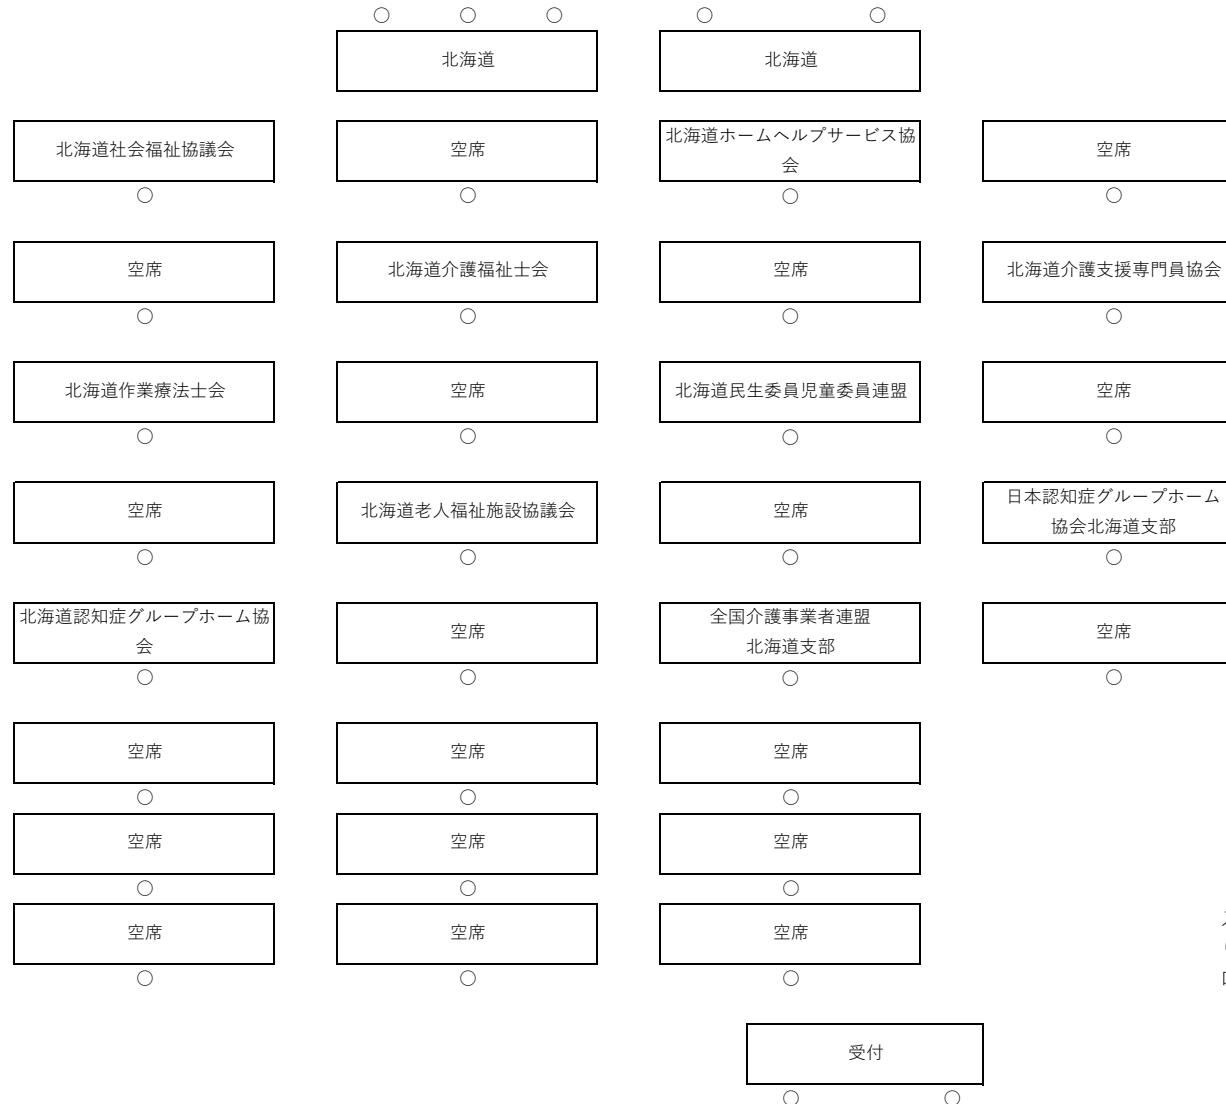 北海道
北海道
北海道社会福祉協議会
空席
北海道ホームヘルプサービス協
会
空席
空席
北海道介護福祉士会
空席
北海道介護支援専門員協会
北海道作業療法士会
空席
北海道民生委員児童委員連盟
空席
空席
北海道老人福祉施設協議会
空席
日本認知症グループホーム
協会北海道支部
北海道認知症グループホーム協
会
空席
全国介護事業者連盟
北海道支部
空席
空席
空席
空席
空席
空席
空席
空席
空席
空席
受付